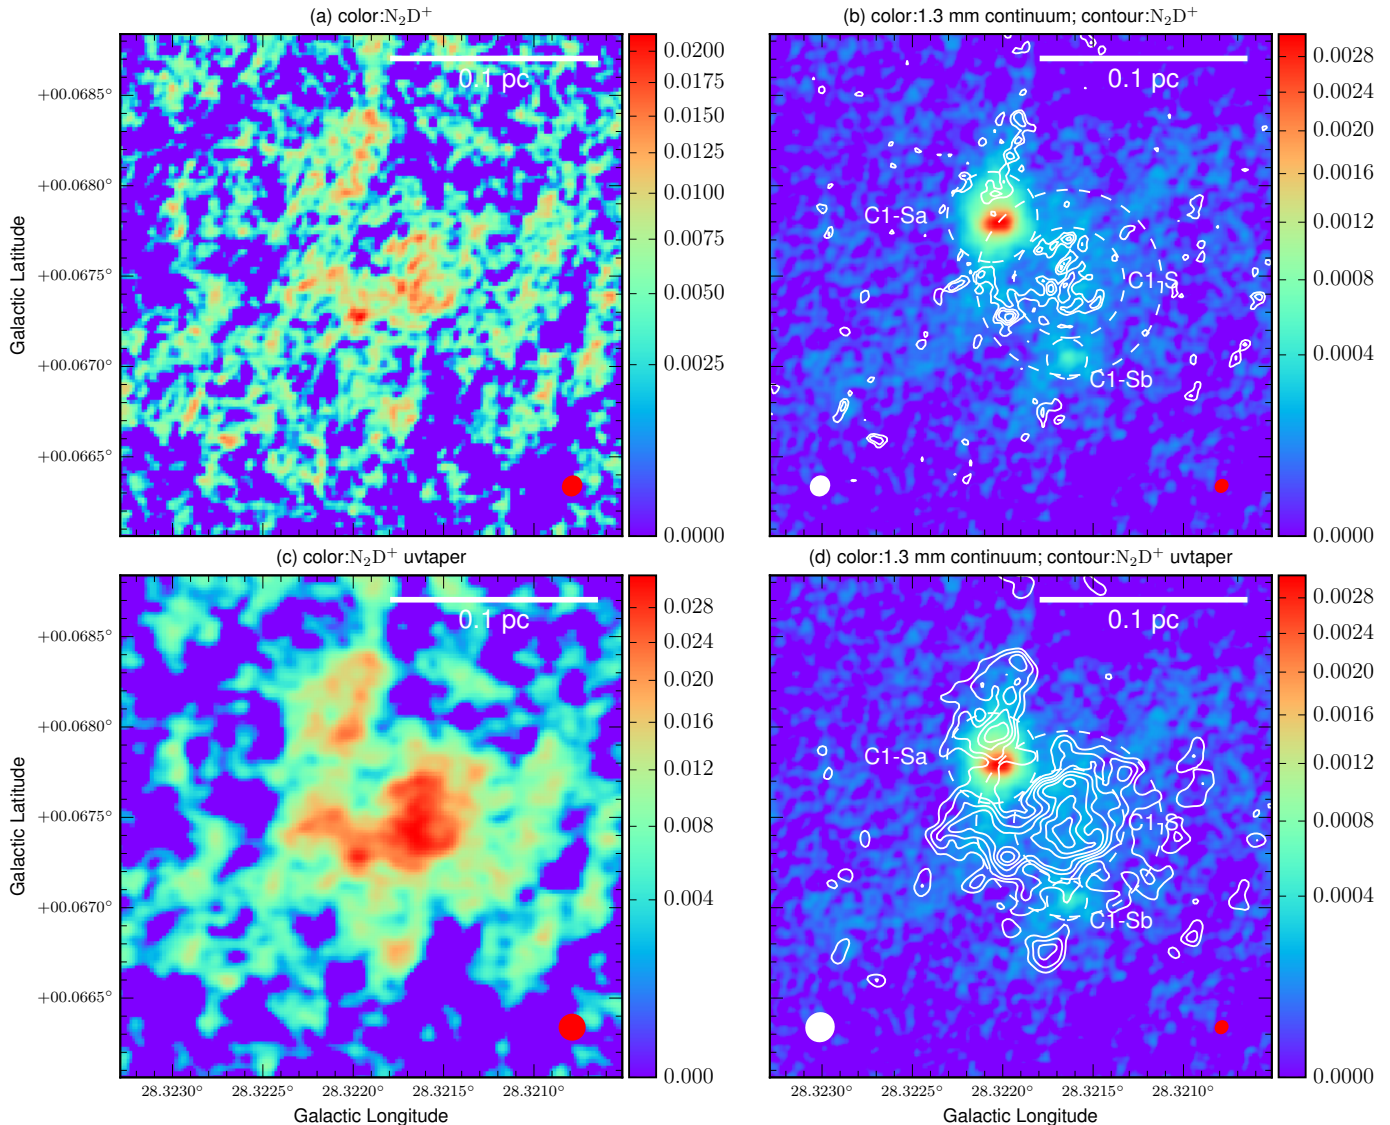 (a) color:N₂D⁺
0.1 pc
+00.0685°
+00.0680°
+00.0675°
+00.0670°
+00.0665°
Galactic Latitude
0.0200
0.0175
0.0150
0.0125
0.0100
0.0075
0.0050
0.0025
0.0000
(b) color:1.3 mm continuum; contour:N₂D⁺
0.1 pc
C1-Sa
C1-S
C1-Sb
0.0028
0.0024
0.0020
0.0016
0.0012
0.0008
0.0004
0.0000
(c) color:N₂D⁺ uvtaper
0.1 pc
+00.0685°
+00.0680°
+00.0675°
+00.0670°
+00.0665°
Galactic Latitude
28.3230° 28.3225° 28.3220° 28.3215° 28.3210°
Galactic Longitude
0.028
0.024
0.020
0.016
0.012
0.008
0.004
0.000
(d) color:1.3 mm continuum; contour:N₂D⁺ uvtaper
0.1 pc
C1-Sa
C1-S
C1-Sb
28.3230° 28.3225° 28.3220° 28.3215° 28.3210°
Galactic Longitude
0.0028
0.0024
0.0020
0.0016
0.0012
0.0008
0.0004
0.0000